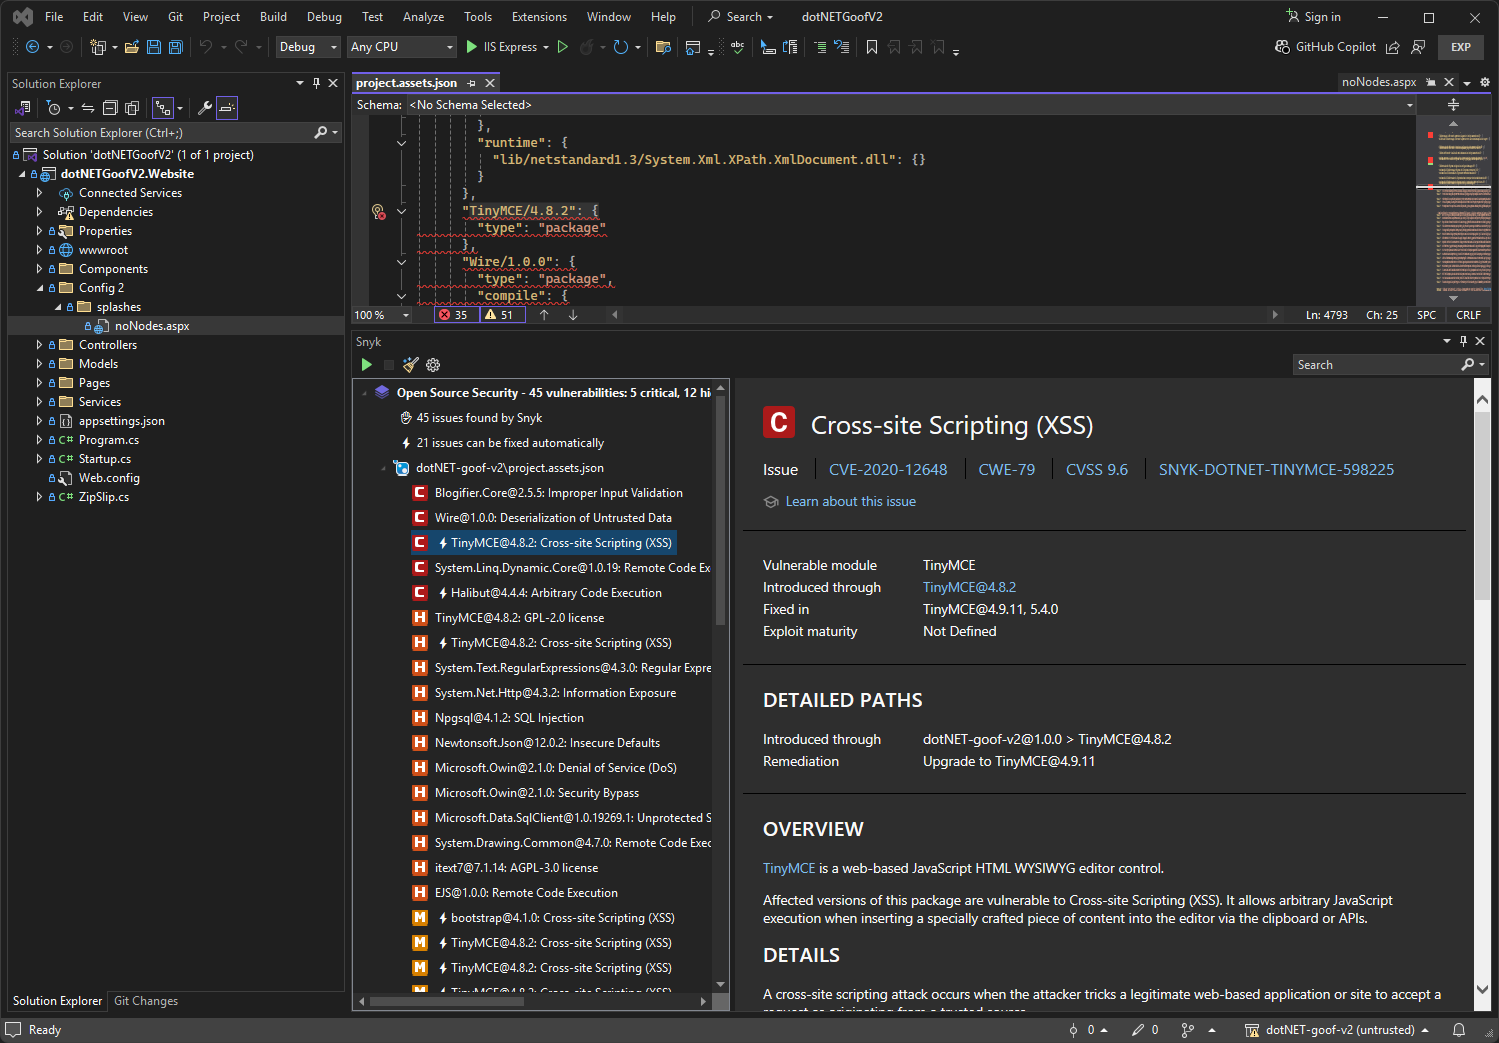 File Edit View Git Project Build Debug Test Analyze Tools Extensions Window Help Search dotNETGoofV2 Sign in
Debug Any CPU IIS Express GitHub Copilot EXP
Solution Explorer
Search Solution Explorer (Ctrl+;)
Solution 'dotNETGoofV2' (1 of 1 project)
dotNETGoofV2.Website
Connected Services
Dependencies
Properties
wwwroot
Components
Config 2
splashes
noNodes.aspx
Controllers
Models
Pages
Services
appsettings.json
C# Program.cs
C# Startup.cs
Web.config
C# ZipSlip.cs
Solution Explorer Git Changes
project.assets.json noNodes.aspx
Schema: <No Schema Selected>
},
"runtime": {
"lib/netstandard1.3/System.Xml.XPath.XmlDocument.dll": {}
}
},
"TinyMCE/4.8.2": {
"type": "package"
},
"Wire/1.0.0": {
"type": "package",
"compile": {
100 % 35 51 Ln: 4793 Ch: 25 SPC CRLF
Snyk
Search
Open Source Security - 45 vulnerabilities: 5 critical, 12 hi
45 issues found by Snyk
21 issues can be fixed automatically
dotNET-goof-v2\project.assets.json
C Blogifier.Core@2.5.5: Improper Input Validation
C Wire@1.0.0: Deserialization of Untrusted Data
C TinyMCE@4.8.2: Cross-site Scripting (XSS)
C System.Linq.Dynamic.Core@1.0.19: Remote Code Ex
C Halibut@4.4.4: Arbitrary Code Execution
H TinyMCE@4.8.2: GPL-2.0 license
H TinyMCE@4.8.2: Cross-site Scripting (XSS)
H System.Text.RegularExpressions@4.3.0: Regular Expre
H System.Net.Http@4.3.2: Information Exposure
H Npgsql@4.1.2: SQL Injection
H Newtonsoft.Json@12.0.2: Insecure Defaults
H Microsoft.Owin@2.1.0: Denial of Service (DoS)
H Microsoft.Owin@2.1.0: Security Bypass
H Microsoft.Data.SqlClient@1.0.19269.1: Unprotected S
H System.Drawing.Common@4.7.0: Remote Code Exec
H itext7@7.1.14: AGPL-3.0 license
H EJS@1.0.0: Remote Code Execution
M bootstrap@4.1.0: Cross-site Scripting (XSS)
M TinyMCE@4.8.2: Cross-site Scripting (XSS)
M TinyMCE@4.8.2: Cross-site Scripting (XSS)
M TinyMCE@4.8.2: Cross-site Scripting (XSS)
C Cross-site Scripting (XSS)
Issue CVE-2020-12648 CWE-79 CVSS 9.6 SNYK-DOTNET-TINYMCE-598225
Learn about this issue
Vulnerable module TinyMCE
Introduced through TinyMCE@4.8.2
Fixed in TinyMCE@4.9.11, 5.4.0
Exploit maturity Not Defined
DETAILED PATHS
Introduced through dotNET-goof-v2@1.0.0 > TinyMCE@4.8.2
Remediation Upgrade to TinyMCE@4.9.11
OVERVIEW
TinyMCE is a web-based JavaScript HTML WYSIWYG editor control.
Affected versions of this package are vulnerable to Cross-site Scripting (XSS). It allows arbitrary JavaScript
execution when inserting a specially crafted piece of content into the editor via the clipboard or APIs.
DETAILS
A cross-site scripting attack occurs when the attacker tricks a legitimate web-based application or site to accept a
request as originating from a trusted source.
Ready 0 0 dotNET-goof-v2 (untrusted)